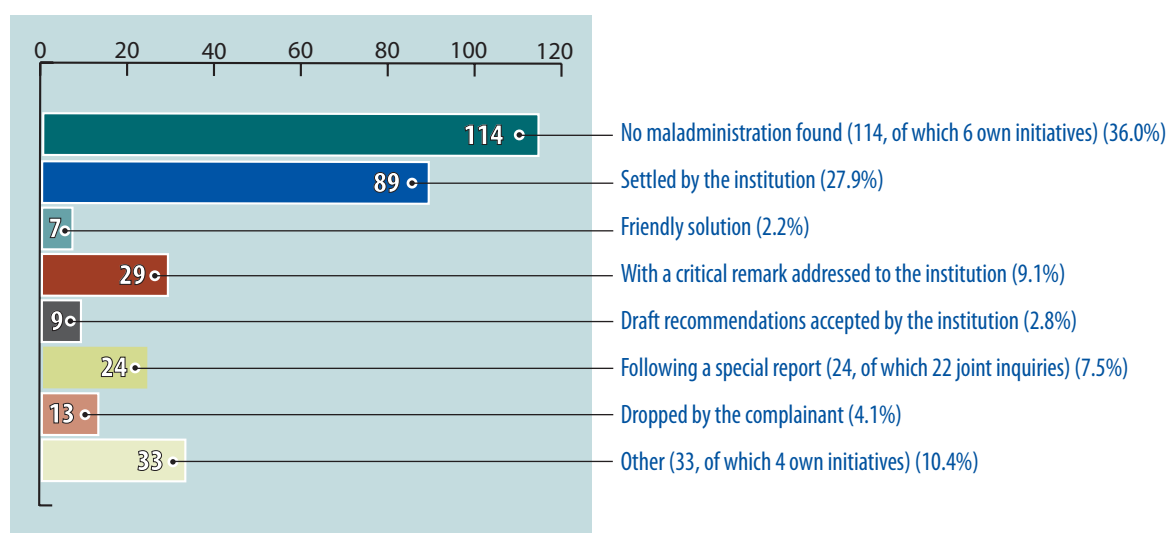 0 20 40 60 80 100 120
114 No maladministration found (114, of which 6 own initiatives) (36.0%)
89 Settled by the institution (27.9%)
7 Friendly solution (2.2%)
29 With a critical remark addressed to the institution (9.1%)
9 Draft recommendations accepted by the institution (2.8%)
24 Following a special report (24, of which 22 joint inquiries) (7.5%)
13 Dropped by the complainant (4.1%)
33 Other (33, of which 4 own initiatives) (10.4%)